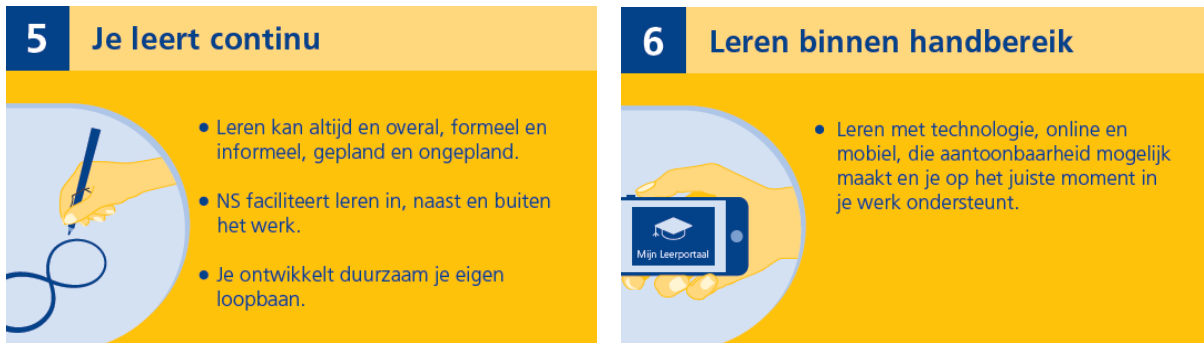 5
Je leert continu
• Leren kan altijd en overal, formeel en
informeel, gepland en ongepland.
• NS faciliteert leren in, naast en buiten
het werk.
• Je ontwikkelt duurzaam je eigen
loopbaan.
6
Leren binnen handbereik
• Leren met technologie, online en
mobiel, die aantoonbaarheid mogelijk
maakt en je op het juiste moment in
je werk ondersteunt.
Mijn Leerportaal